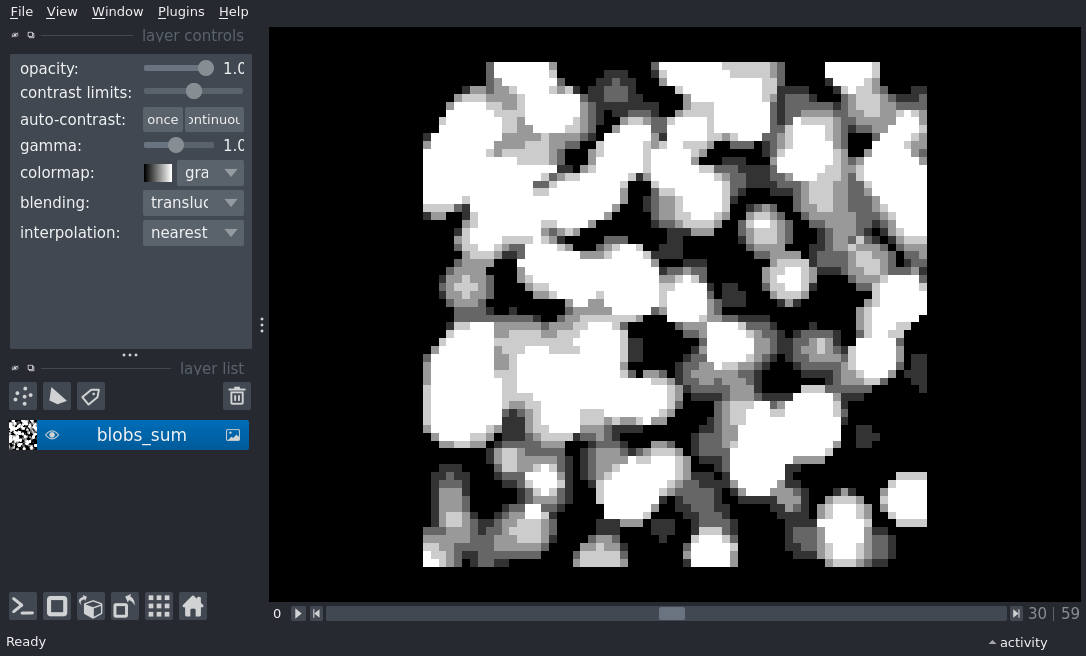 File View Window Plugins Help
layer controls
opacity: 1.0
contrast limits:
auto-contrast: once ontinuou
gamma: 1.0
colormap: gra
blending: transluc
interpolation: nearest
layer list
blobs_sum
0 30 | 59
Ready activity